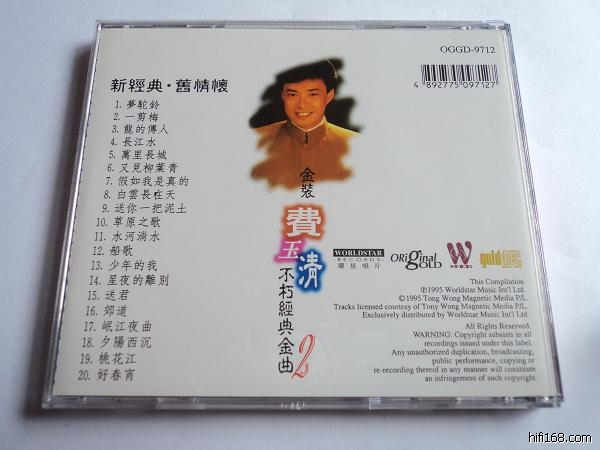 OGGD-9712
4 892775 097127
新經典·舊情懷
1. 夢駝鈴
2. 一剪梅
3. 龍的傳人
4. 長江水
5. 萬里長城
6. 又見柳葉青
7. 假如我是真的
8. 白雲長在天
9. 送你一把泥土
10. 草原之歌
11. 水河淌水
12. 船歌
13. 少年的我
14. 星夜的離別
15. 送君
16. 郊道
17. 岷江夜曲
18. 夕陽西沉
19. 桃花江
20. 好春宵
金裝
費玉清
不朽經典金曲2
WORLDSTAR
RECORDS
星唱片
ORiginal
GOLD
W
gold
This Compilation
℗1995 Worldstar Music Int'l Ltd.
©1995 Tong Wong Magnetic Media P/L.
Tracks licensed courtesy of Tony Wong Magnetic Media P/L.
Exclusively distributed by Worldstar Music Int'l Ltd.
All Rights Reserved.
WARNING: Copyright subsists in all
recordings issued under this label.
Any unauthorized duplication, broadcasting,
public performance, copying or
re-recording thereof in any manner will constitute
an infringement of such copyright.
hifi168.com